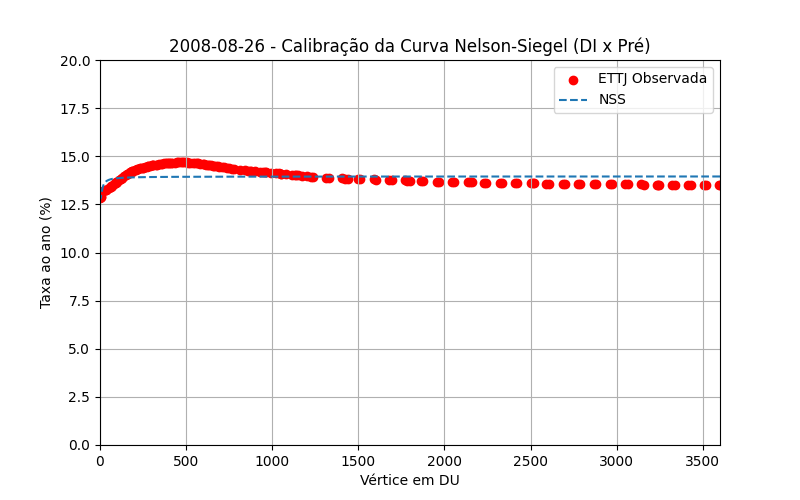 2008-08-26 - Calibração da Curva Nelson-Siegel (DI x Pré)
ETTJ Observada
NSS
Taxa ao ano (%)
20.0
17.5
15.0
12.5
10.0
7.5
5.0
2.5
0.0
0 500 1000 1500 2000 2500 3000 3500
Vértice em DU